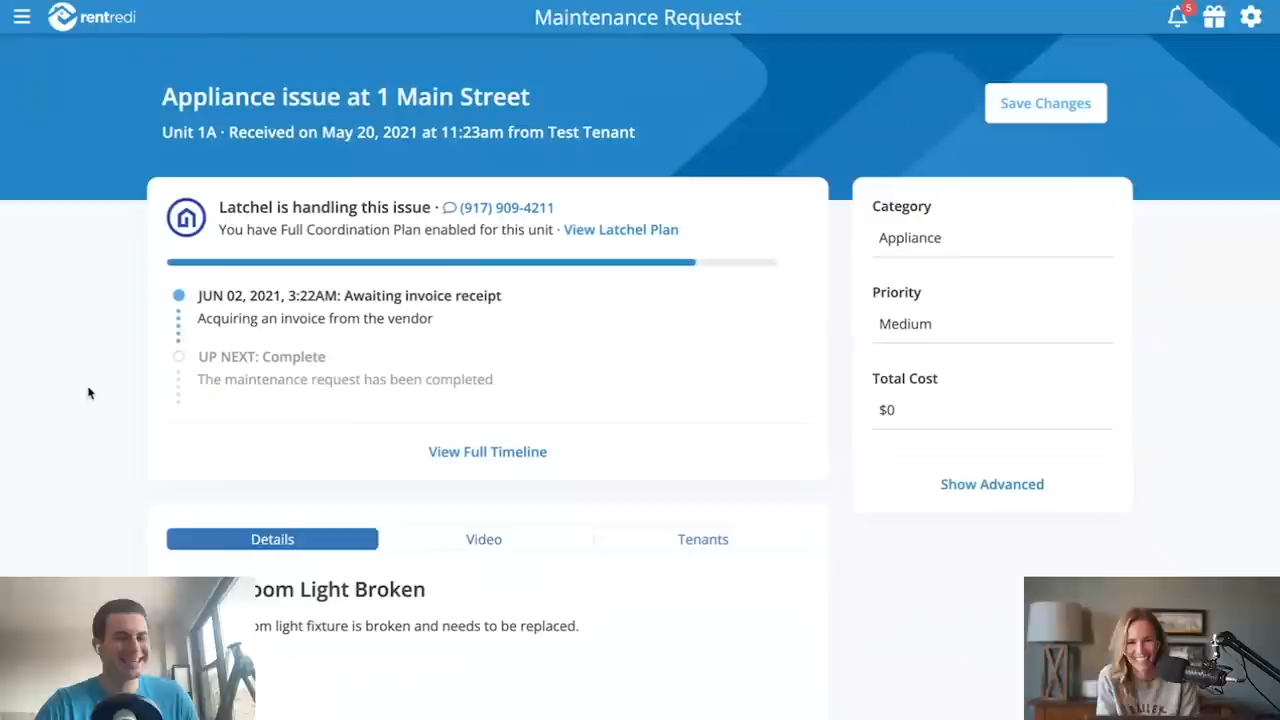 rentredi
Maintenance Request
5
Appliance issue at 1 Main Street
Save Changes
Unit 1A · Received on May 20, 2021 at 11:23am from Test Tenant
Latchel is handling this issue · (917) 909-4211
You have Full Coordination Plan enabled for this unit · View Latchel Plan
JUN 02, 2021, 3:22AM: Awaiting invoice receipt
Acquiring an invoice from the vendor
UP NEXT: Complete
The maintenance request has been completed
View Full Timeline
Category
Appliance
Priority
Medium
Total Cost
$0
Show Advanced
Details
Video
Tenants
oom Light Broken
om light fixture is broken and needs to be replaced.